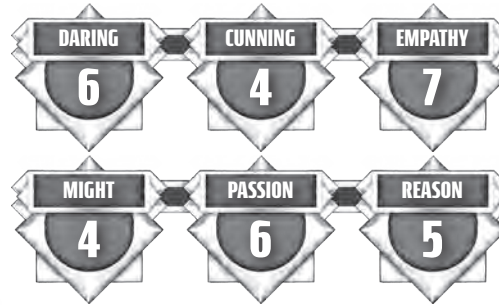 DARING CUNNING EMPATHY
6 4 7
MIGHT PASSION REASON
4 6 5